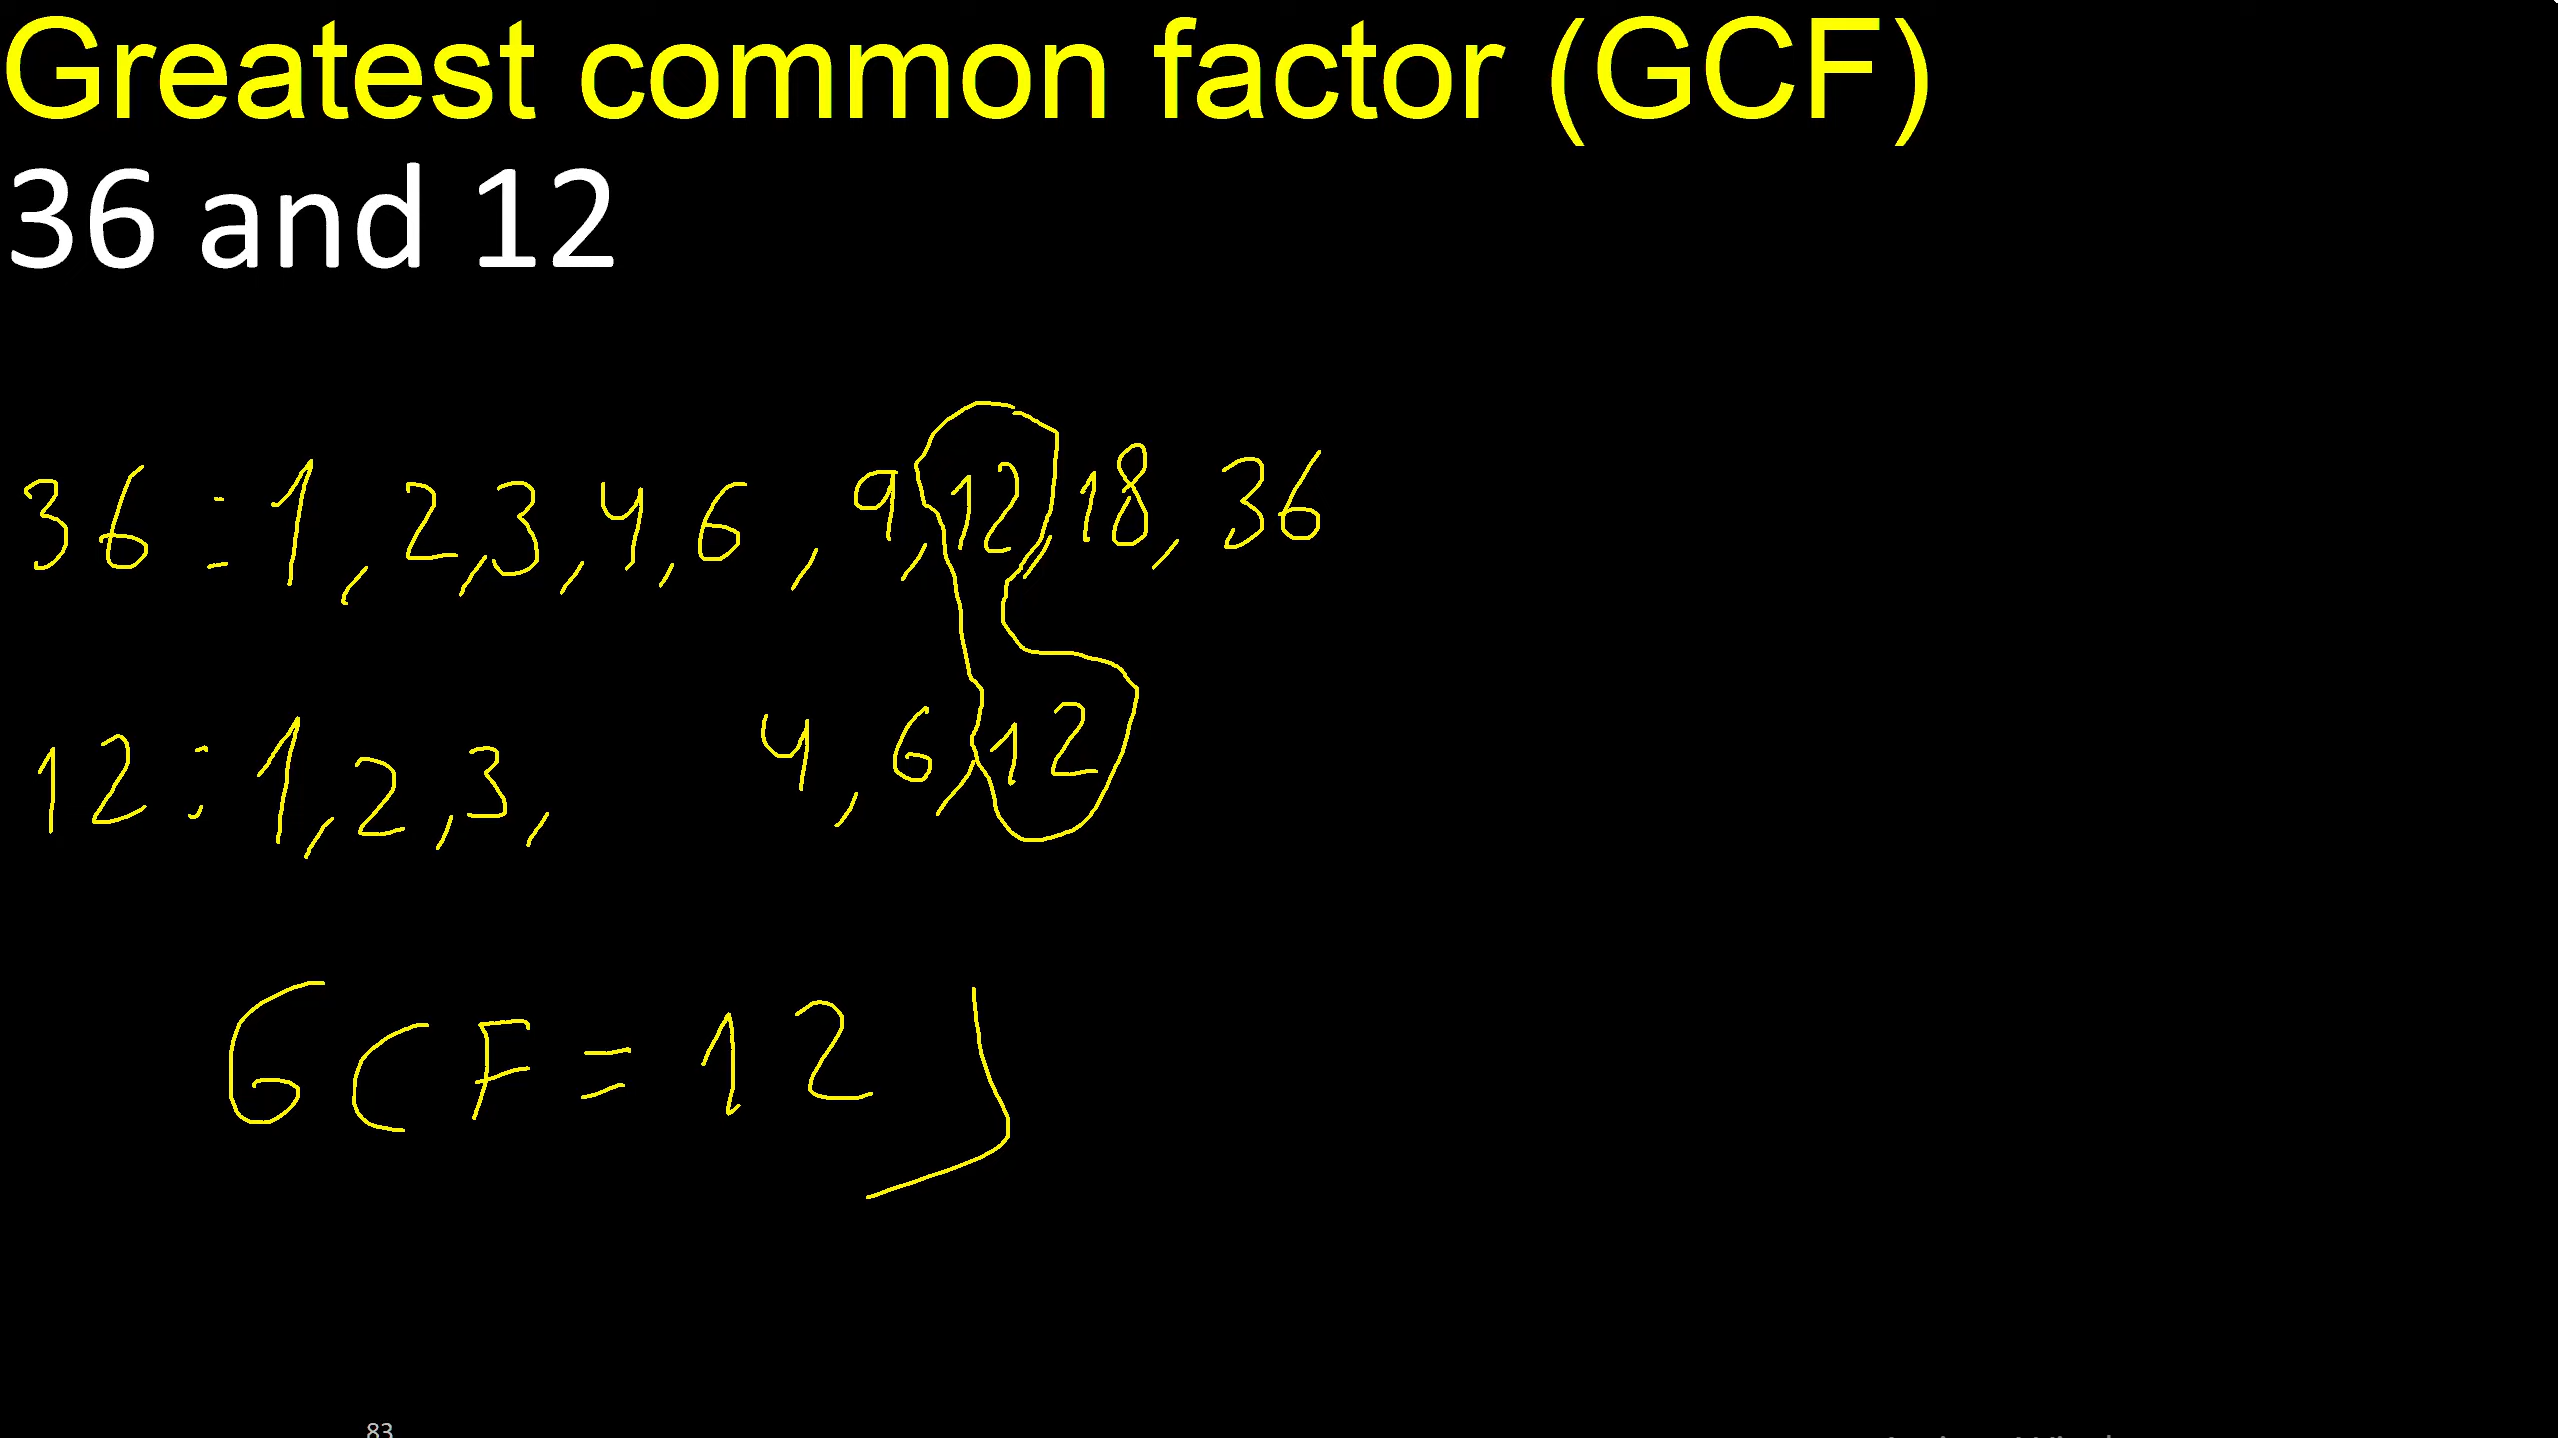 Greatest common factor (GCF)
36 and 12
36 : 1, 2, 3, 4, 6, 9, 12, 18, 36
12 : 1, 2, 3, 4, 6, 12
GCF = 12
83